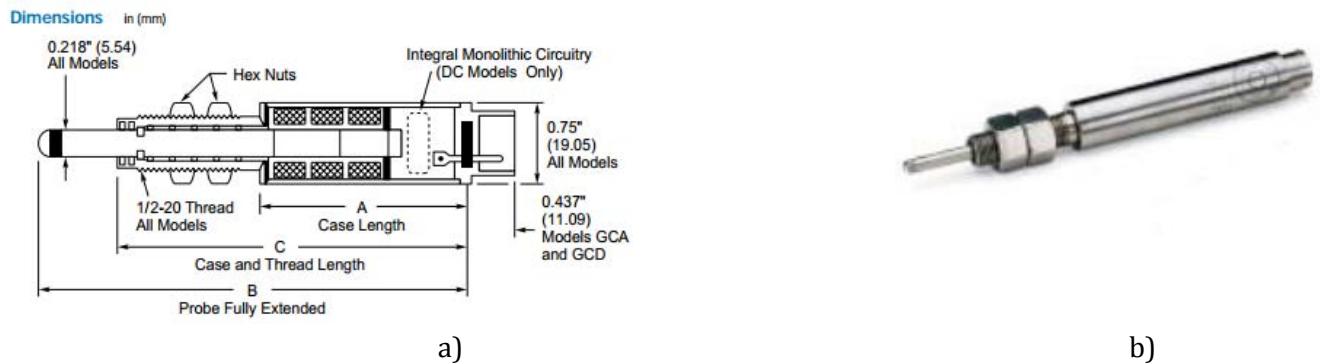 Dimensions in (mm)
0.218" (5.54)
All Models
Hex Nuts
Integral Monolithic Circuitry
(DC Models Only)
0.75"
(19.05)
All Models
1/2-20 Thread
All Models
A
Case Length
0.437"
(11.09)
Models GCA
and GCD
C
Case and Thread Length
B
Probe Fully Extended
a)
b)